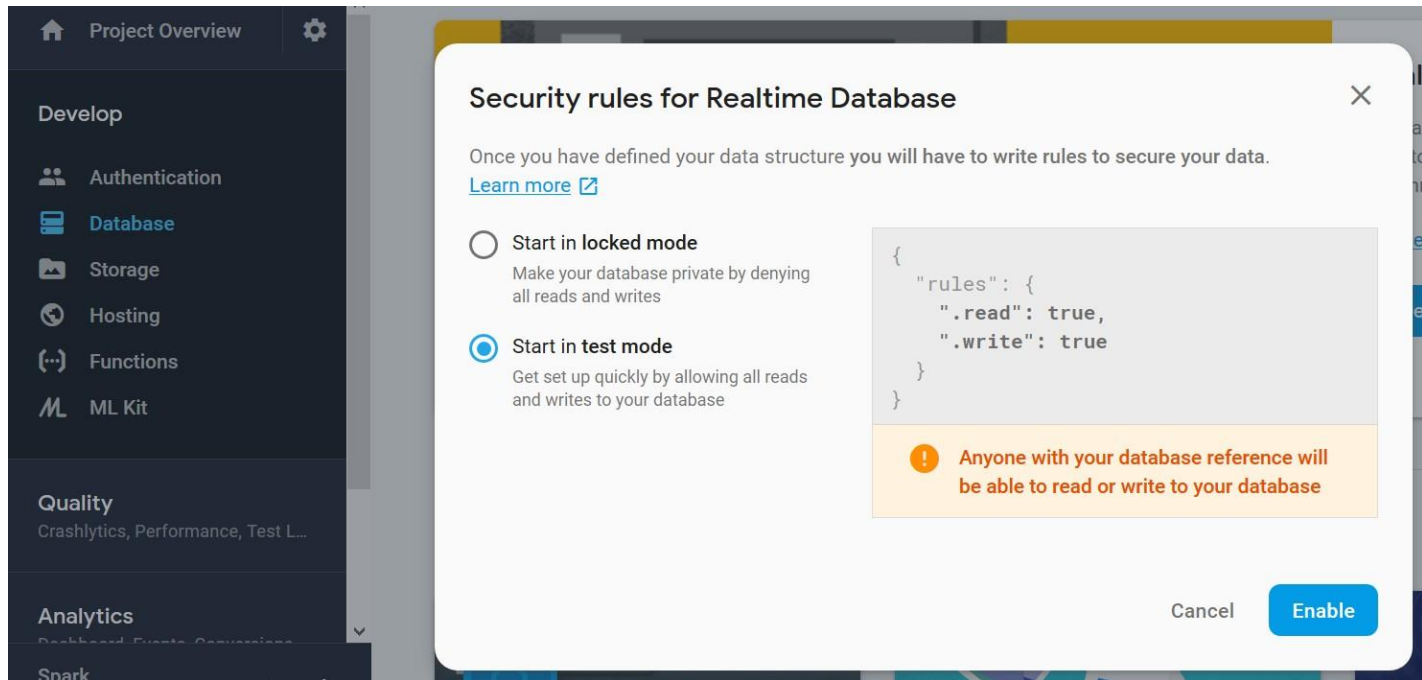 Project Overview
Develop
Authentication
Database
Storage
Hosting
Functions
ML Kit
Quality
Crashlytics, Performance, Test L...
Analytics
Dashboard, Events, Conversions
Spark
Security rules for Realtime Database
Once you have defined your data structure you will have to write rules to secure your data.
Learn more
Start in locked mode
Make your database private by denying
all reads and writes
Start in test mode
Get set up quickly by allowing all reads
and writes to your database
{
"rules": {
".read": true,
".write": true
}
}
Anyone with your database reference will
be able to read or write to your database
Cancel
Enable